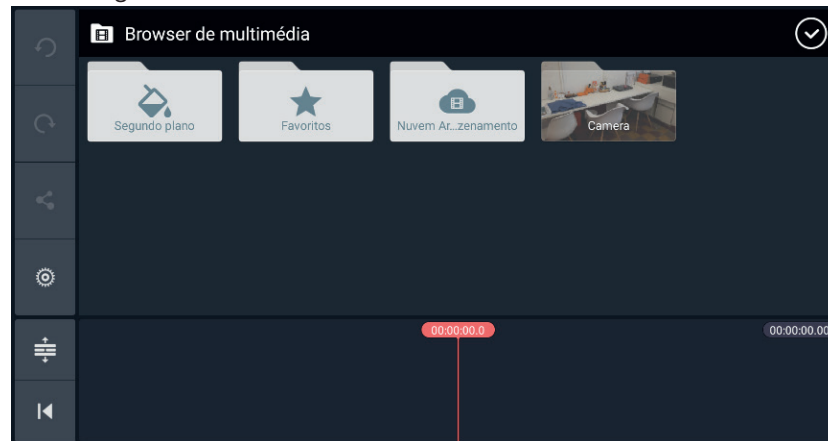 Browser de multimédia
Segundo plano
Favoritos
Nuvem Ar...zenamento
Camera
00:00:00.0
00:00:00.00